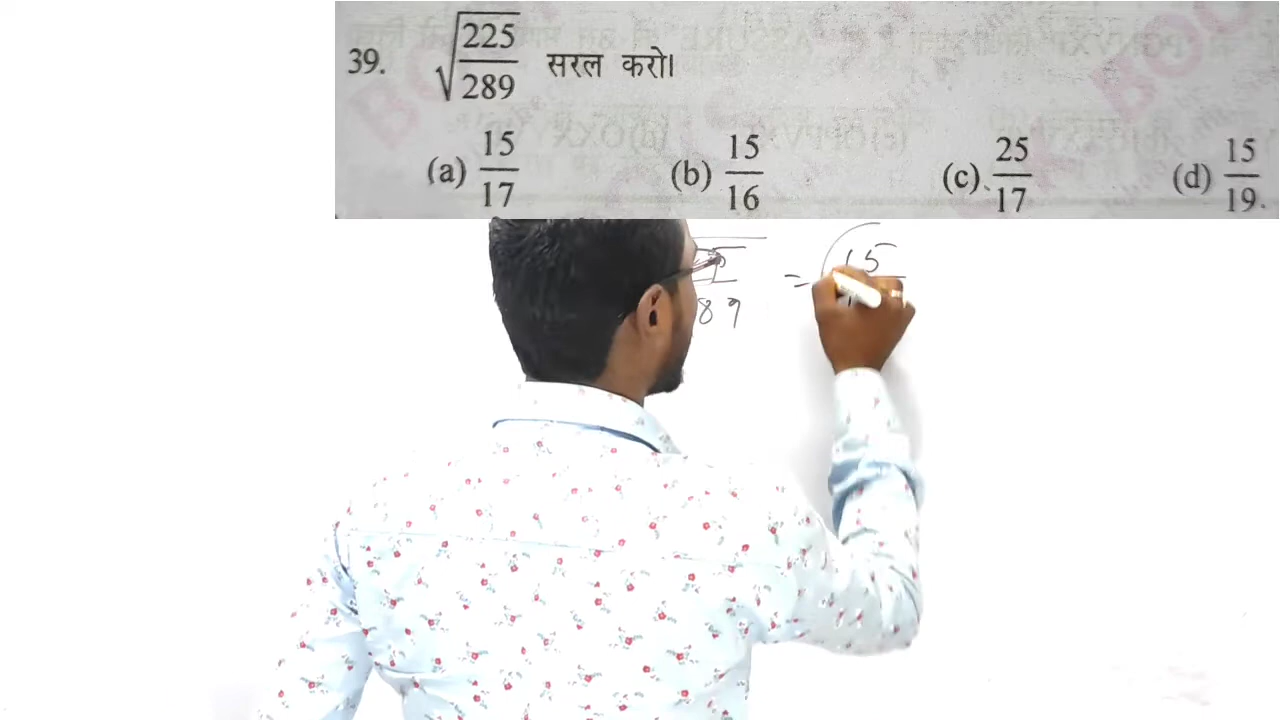 39. √225/289 सरल करो।
(a) 15/17 (b) 15/16 (c) 25/17 (d) 15/19.
89 = 15